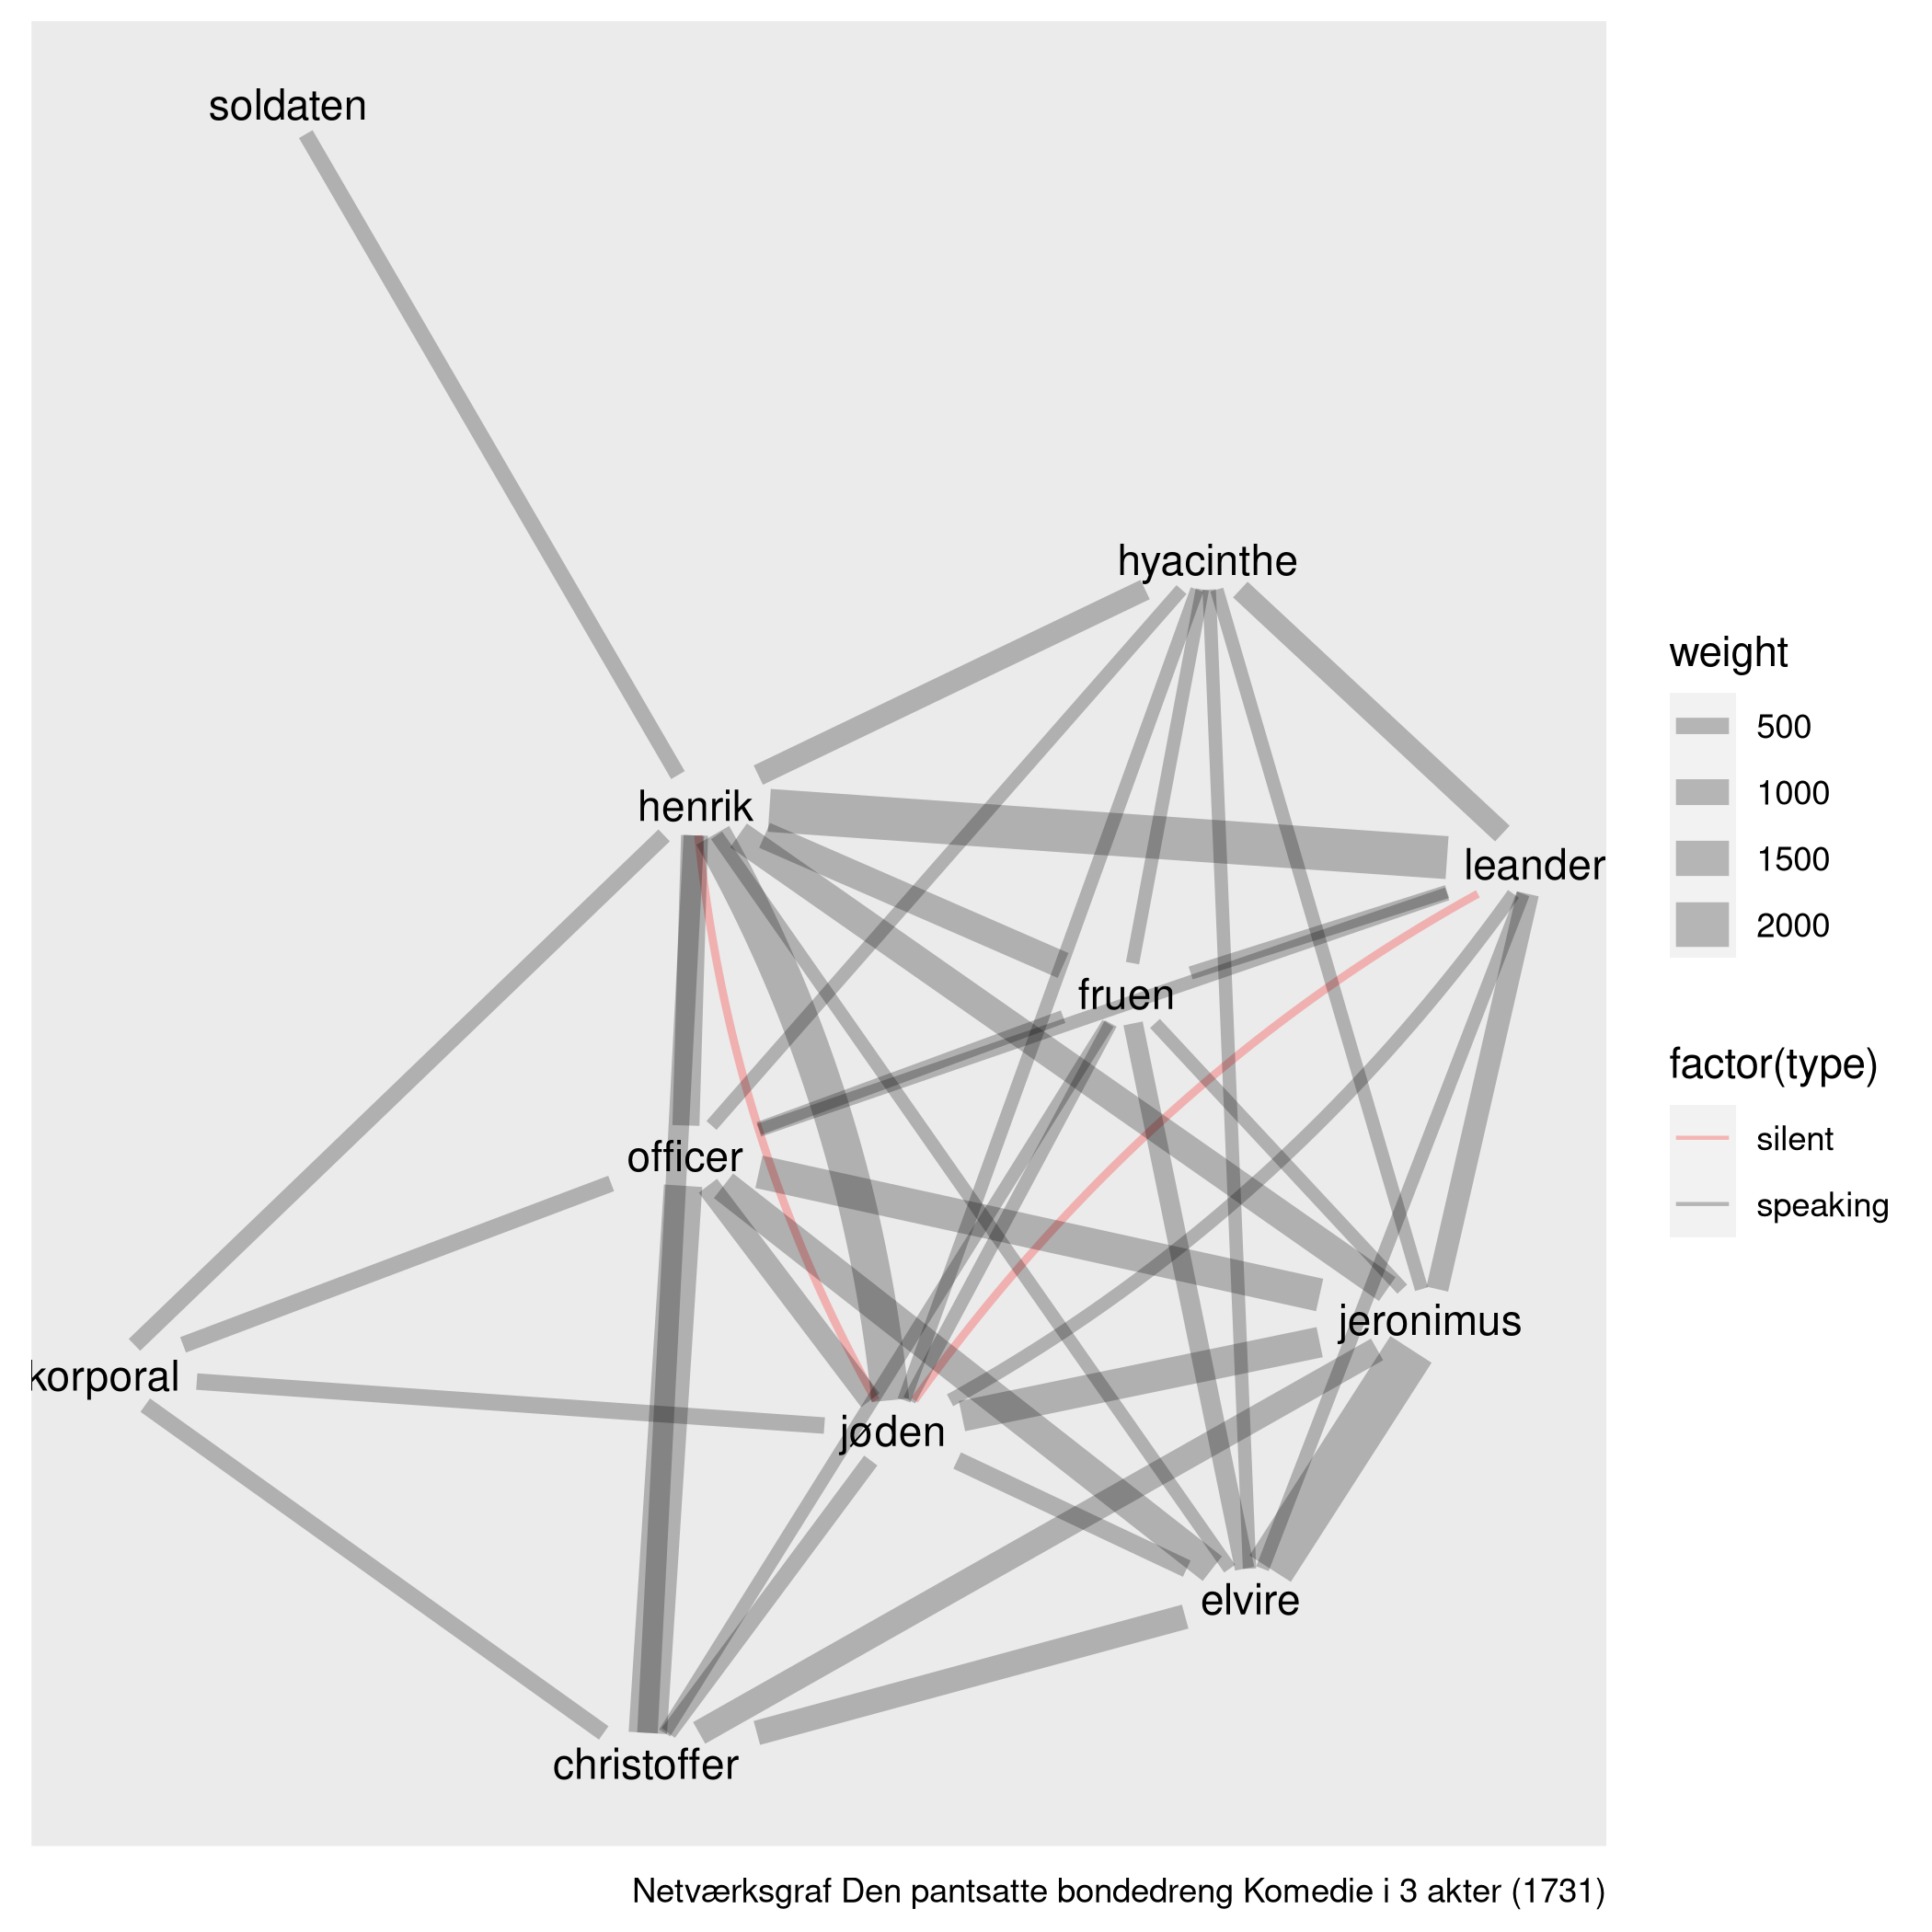 soldaten
hyacinthe
henrik
leander
fruen
officer
jeronimus
korporal
jøden
elvire
christoffer
weight
500
1000
1500
2000
factor(type)
silent
speaking
Netværksgraf Den pantsatte bondedreng Komedie i 3 akter (1731)